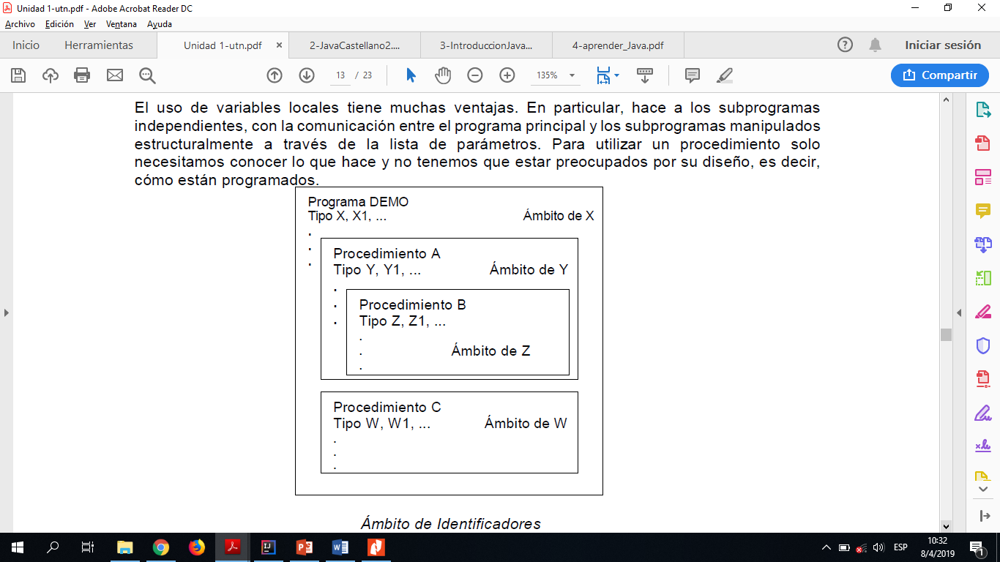 Unidad 1-utn.pdf - Adobe Acrobat Reader DC
Archivo Edición Ver Ventana Ayuda
Inicio Herramientas Unidad 1-utn.pdf 2-JavaCastellano2.... 3-IntroduccionJava... 4-aprender_Java.pdf Iniciar sesión
13 / 23 135% Compartir
El uso de variables locales tiene muchas ventajas. En particular, hace a los subprogramas
independientes, con la comunicación entre el programa principal y los subprogramas manipulados
estructuralmente a través de la lista de parámetros. Para utilizar un procedimiento solo
necesitamos conocer lo que hace y no tenemos que estar preocupados por su diseño, es decir,
cómo están programados.
Programa DEMO
Tipo X, X1, ... Ámbito de X
.
.
.
Procedimiento A
Tipo Y, Y1, ... Ámbito de Y
.
.
.
Procedimiento B
Tipo Z, Z1, ...
.
. Ámbito de Z
.
Procedimiento C
Tipo W, W1, ... Ámbito de W
.
.
.
Ámbito de Identificadores
ESP
10:32
8/4/2019
1